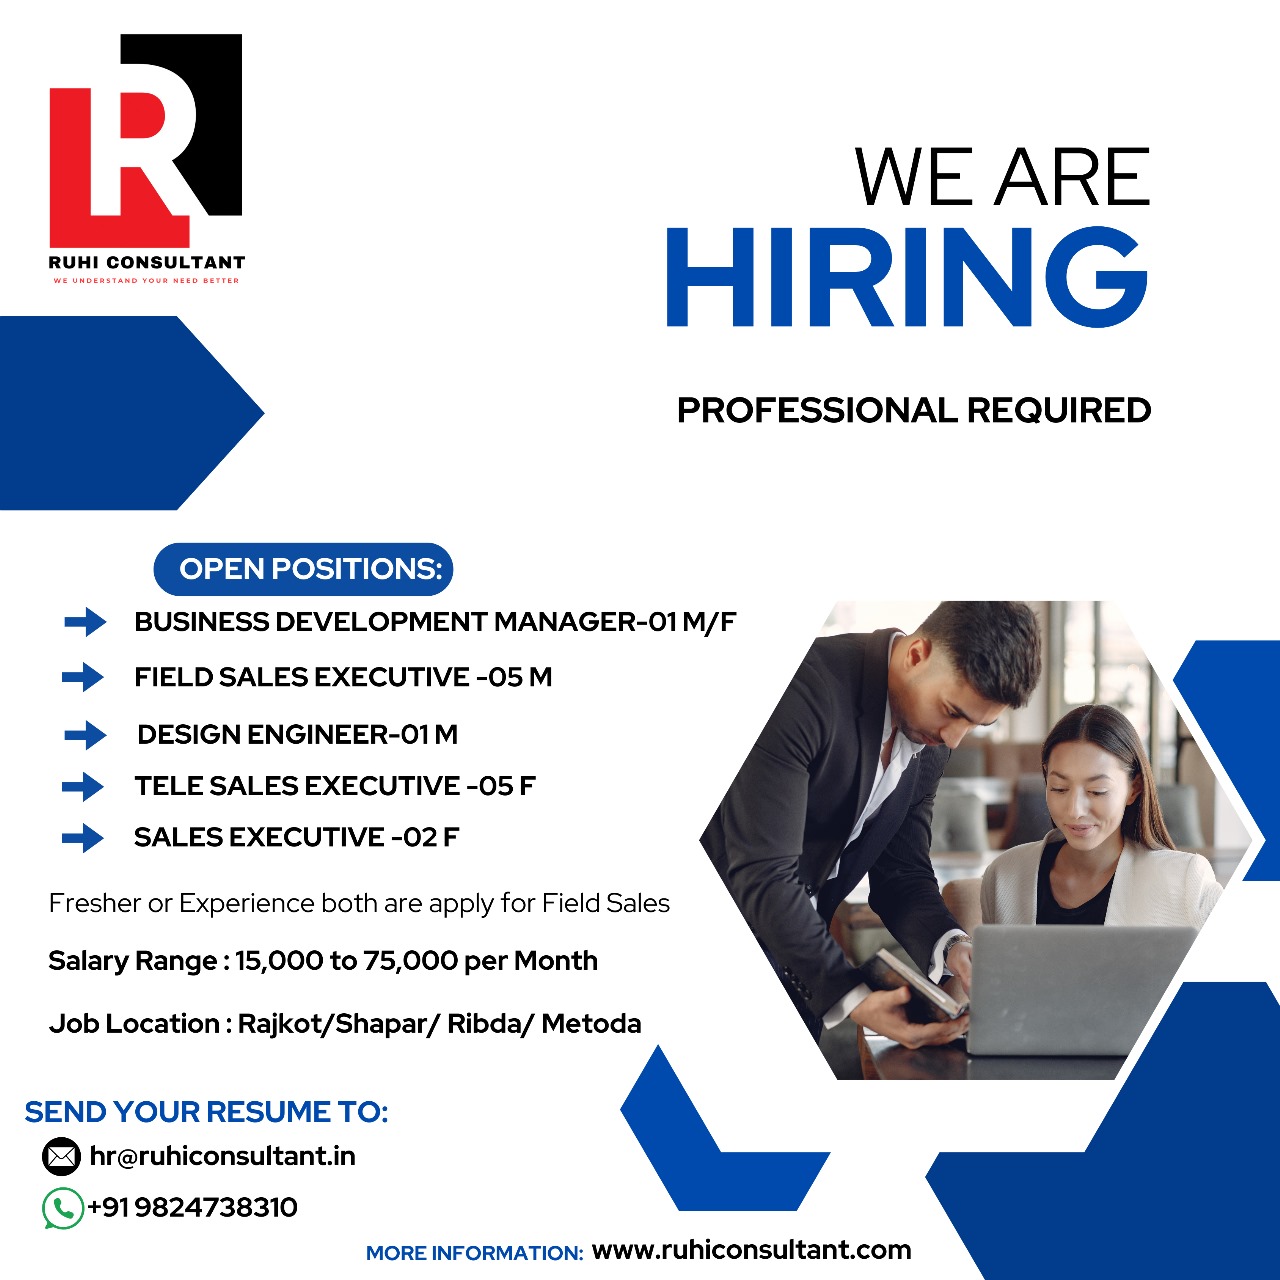 R
RUHI CONSULTANT
WE UNDERSTAND YOUR NEED BETTER
WE ARE
HIRING
PROFESSIONAL REQUIRED
OPEN POSITIONS:
BUSINESS DEVELOPMENT MANAGER-01 M/F
FIELD SALES EXECUTIVE -05 M
DESIGN ENGINEER-01 M
TELE SALES EXECUTIVE -05 F
SALES EXECUTIVE -02 F
Fresher or Experience both are apply for Field Sales
Salary Range : 15,000 to 75,000 per Month
Job Location : Rajkot/Shapar/ Ribda/ Metoda
SEND YOUR RESUME TO:
hr@ruhiconsultant.in
+91 9824738310
MORE INFORMATION: www.ruhiconsultant.com